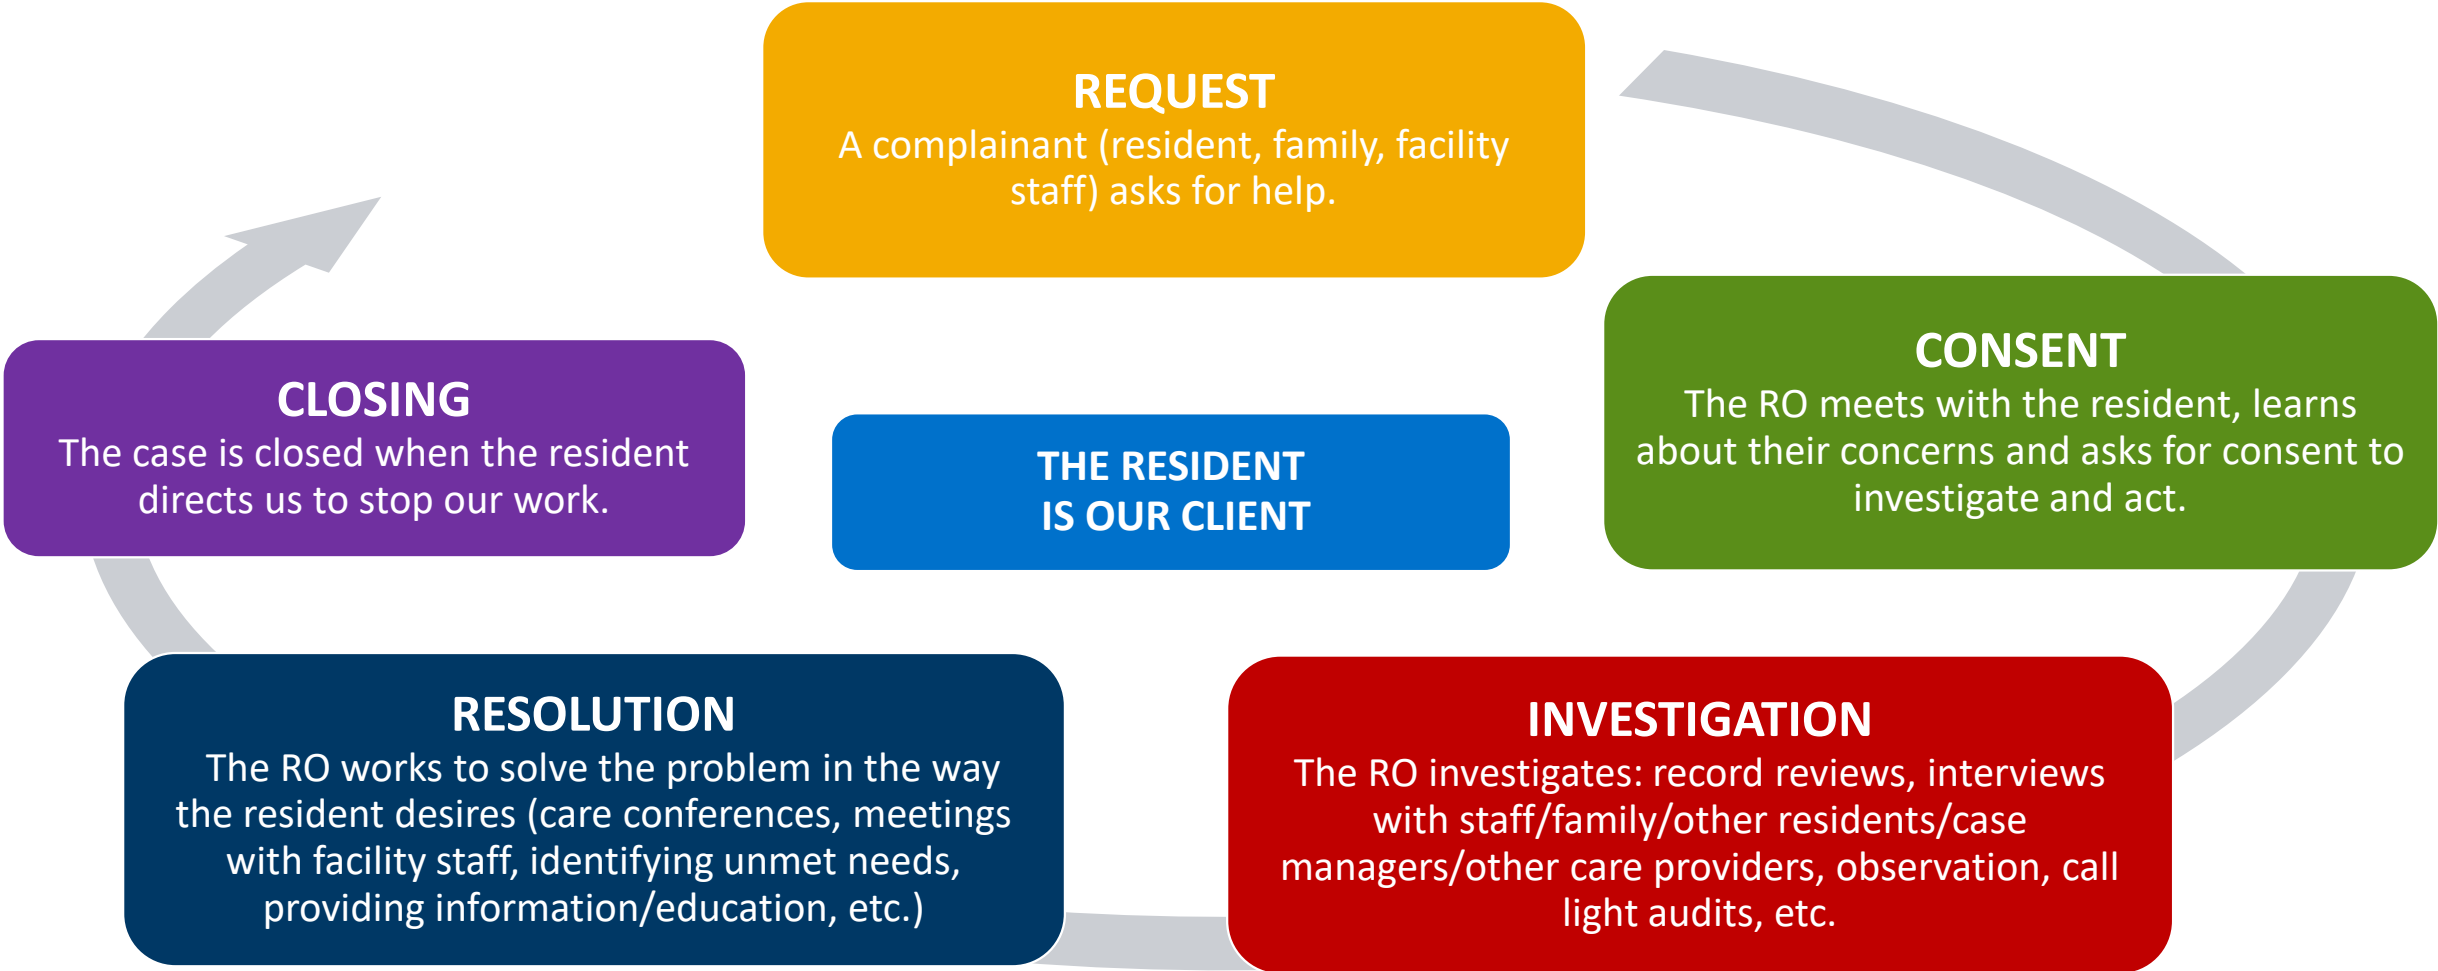 REQUEST
A complainant (resident, family, facility
staff) asks for help.
CONSENT
The RO meets with the resident, learns
about their concerns and asks for consent to
investigate and act.
INVESTIGATION
The RO investigates: record reviews, interviews
with staff/family/other residents/case
managers/other care providers, observation, call
light audits, etc.
RESOLUTION
The RO works to solve the problem in the way
the resident desires (care conferences, meetings
with facility staff, identifying unmet needs,
providing information/education, etc.)
CLOSING
The case is closed when the resident
directs us to stop our work.
THE RESIDENT
IS OUR CLIENT